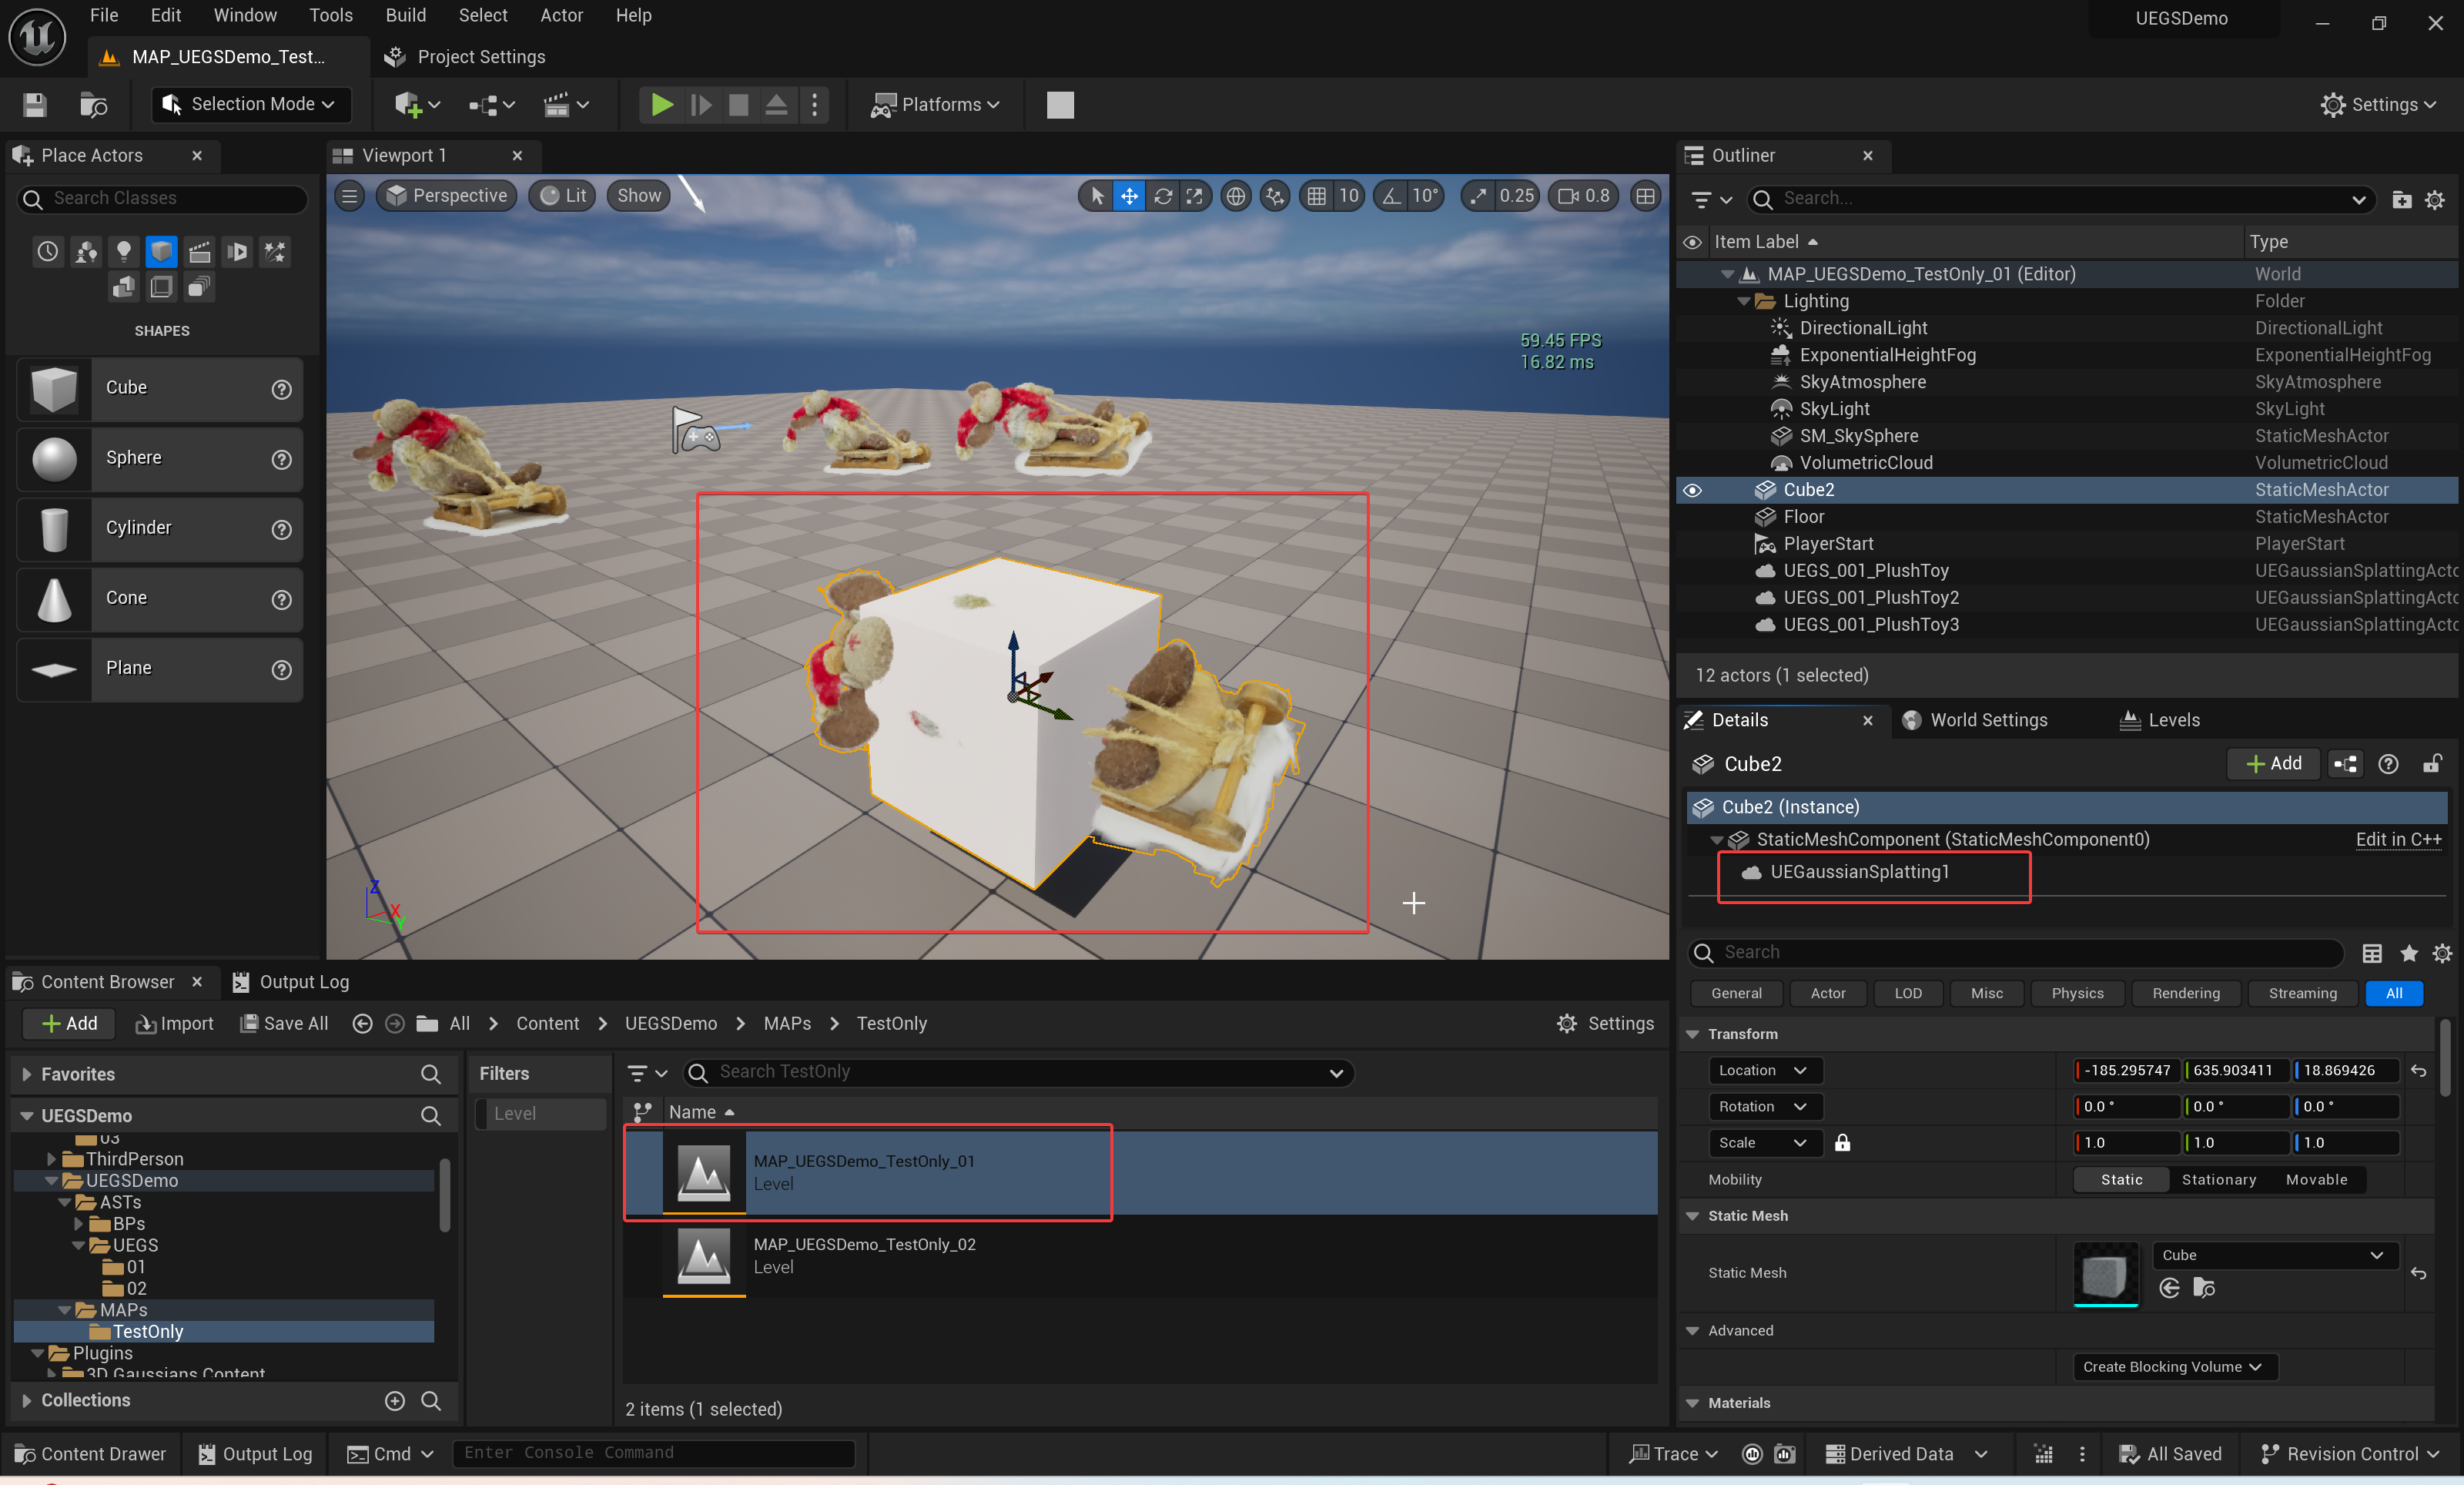 File Edit Window Tools Build Select Actor Help
UEGSDemo
MAP_UEGSDemo_Test...
Project Settings
Selection Mode
Platforms
Settings
Place Actors
Viewport 1
Outliner
Search Classes
Perspective
Lit
Show
10
10°
0.25
0.8
Search...
Item Label
Type
MAP_UEGSDemo_TestOnly_01 (Editor) World
Lighting Folder
DirectionalLight DirectionalLight
ExponentialHeightFog ExponentialHeightFog
SkyAtmosphere SkyAtmosphere
SkyLight SkyLight
SM_SkySphere StaticMeshActor
VolumetricCloud VolumetricCloud
Cube2 StaticMeshActor
Floor StaticMeshActor
PlayerStart PlayerStart
UEGS_001_PlushToy UEGaussianSplattingActo
UEGS_001_PlushToy2 UEGaussianSplattingActo
UEGS_001_PlushToy3 UEGaussianSplattingActo
12 actors (1 selected)
SHAPES
Cube
Sphere
Cylinder
Cone
Plane
59.45 FPS
16.82 ms
Z
X
Y
Details
World Settings
Levels
Cube2
Add
Cube2 (Instance)
StaticMeshComponent (StaticMeshComponent0)
Edit in C++
UEGaussianSplatting1
Search
General Actor LOD Misc Physics Rendering Streaming All
Transform
Location -185.295747 635.903411 18.869426
Rotation 0.0 ° 0.0 ° 0.0 °
Scale 1.0 1.0 1.0
Mobility Static Stationary Movable
Static Mesh
Static Mesh
Cube
Advanced
Create Blocking Volume
Materials
Content Browser
Output Log
Add
Import
Save All
All
Content
UEGSDemo
MAPs
TestOnly
Settings
Favorites
UEGSDemo
03
ThirdPerson
UEGSDemo
ASTs
BPs
UEGS
01
02
MAPs
TestOnly
Plugins
3D Gaussians Content
Collections
Filters
Level
Search TestOnly
Name
MAP_UEGSDemo_TestOnly_01
Level
MAP_UEGSDemo_TestOnly_02
Level
2 items (1 selected)
Content Drawer
Output Log
Cmd
Enter Console Command
Trace
Derived Data
All Saved
Revision Control